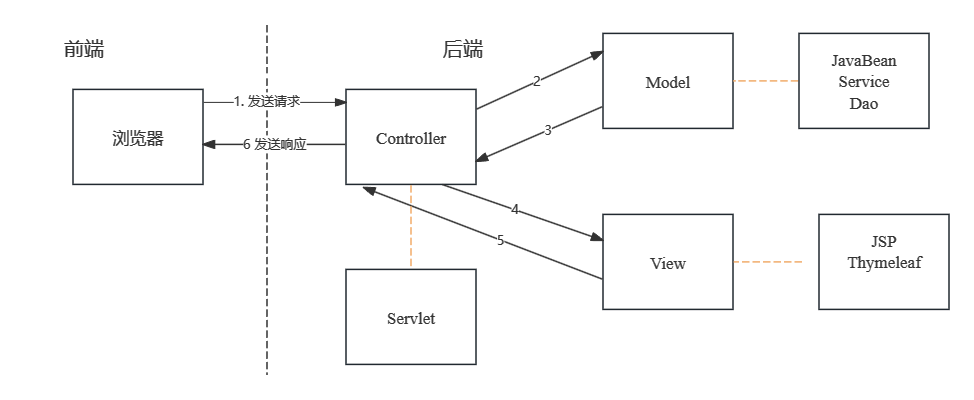 前端
后端
浏览器
1. 发送请求
6 发送响应
Controller
2
3
Model
JavaBean
Service
Dao
4
5
View
JSP
Thymeleaf
Servlet